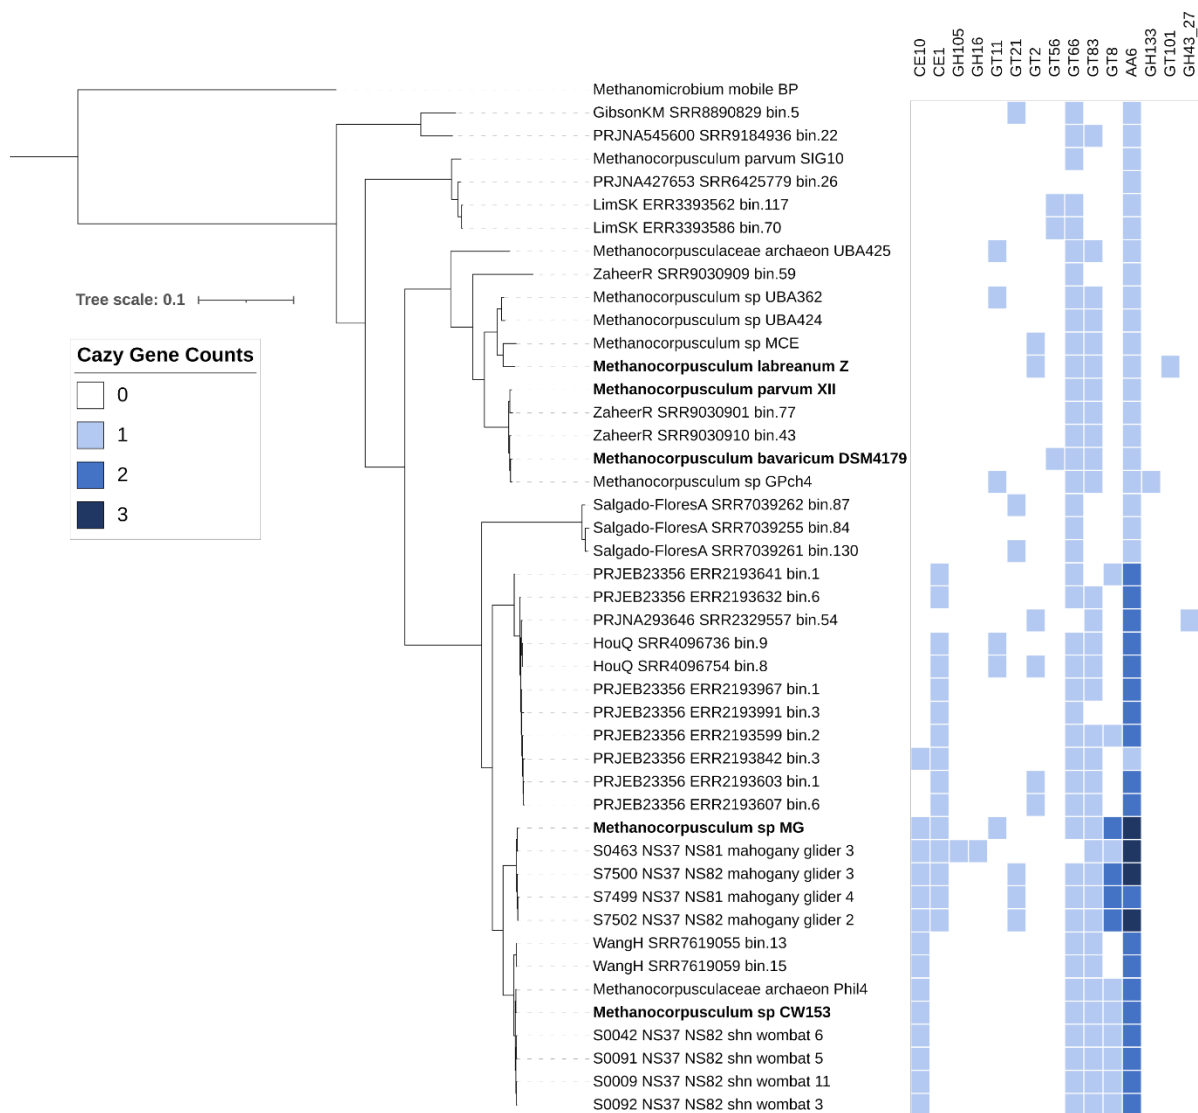 CE10 CE1 GH105 GH16 GT11 GT21 GT2 GT56 GT66 GT83 GT8 AA6 GH133 GT101 GH43_27
Methanomicrobium mobile BP
GibsonKM SRR8890829 bin.5
PRJNA545600 SRR9184936 bin.22
Methanocorpusculum parvum SIG10
PRJNA427653 SRR6425779 bin.26
LimSK ERR3393562 bin.117
LimSK ERR3393586 bin.70
Methanocorpusculaceae archaeon UBA425
ZaheerR SRR9030909 bin.59
Methanocorpusculum sp UBA362
Methanocorpusculum sp UBA424
Methanocorpusculum sp MCE
Methanocorpusculum labreanum Z
Methanocorpusculum parvum XII
ZaheerR SRR9030901 bin.77
ZaheerR SRR9030910 bin.43
Methanocorpusculum bavaricum DSM4179
Methanocorpusculum sp GPch4
Salgado-FloresA SRR7039262 bin.87
Salgado-FloresA SRR7039255 bin.84
Salgado-FloresA SRR7039261 bin.130
PRJEB23356 ERR2193641 bin.1
PRJEB23356 ERR2193632 bin.6
PRJNA293646 SRR2329557 bin.54
HouQ SRR4096736 bin.9
HouQ SRR4096754 bin.8
PRJEB23356 ERR2193967 bin.1
PRJEB23356 ERR2193991 bin.3
PRJEB23356 ERR2193599 bin.2
PRJEB23356 ERR2193842 bin.3
PRJEB23356 ERR2193603 bin.1
PRJEB23356 ERR2193607 bin.6
Methanocorpusculum sp MG
S0463 NS37 NS81 mahogany glider 3
S7500 NS37 NS82 mahogany glider 3
S7499 NS37 NS81 mahogany glider 4
S7502 NS37 NS82 mahogany glider 2
WangH SRR7619055 bin.13
WangH SRR7619059 bin.15
Methanocorpusculaceae archaeon Phil4
Methanocorpusculum sp CW153
S0042 NS37 NS82 shn wombat 6
S0091 NS37 NS82 shn wombat 5
S0009 NS37 NS82 shn wombat 11
S0092 NS37 NS82 shn wombat 3
Tree scale: 0.1
Cazy Gene Counts
0
1
2
3